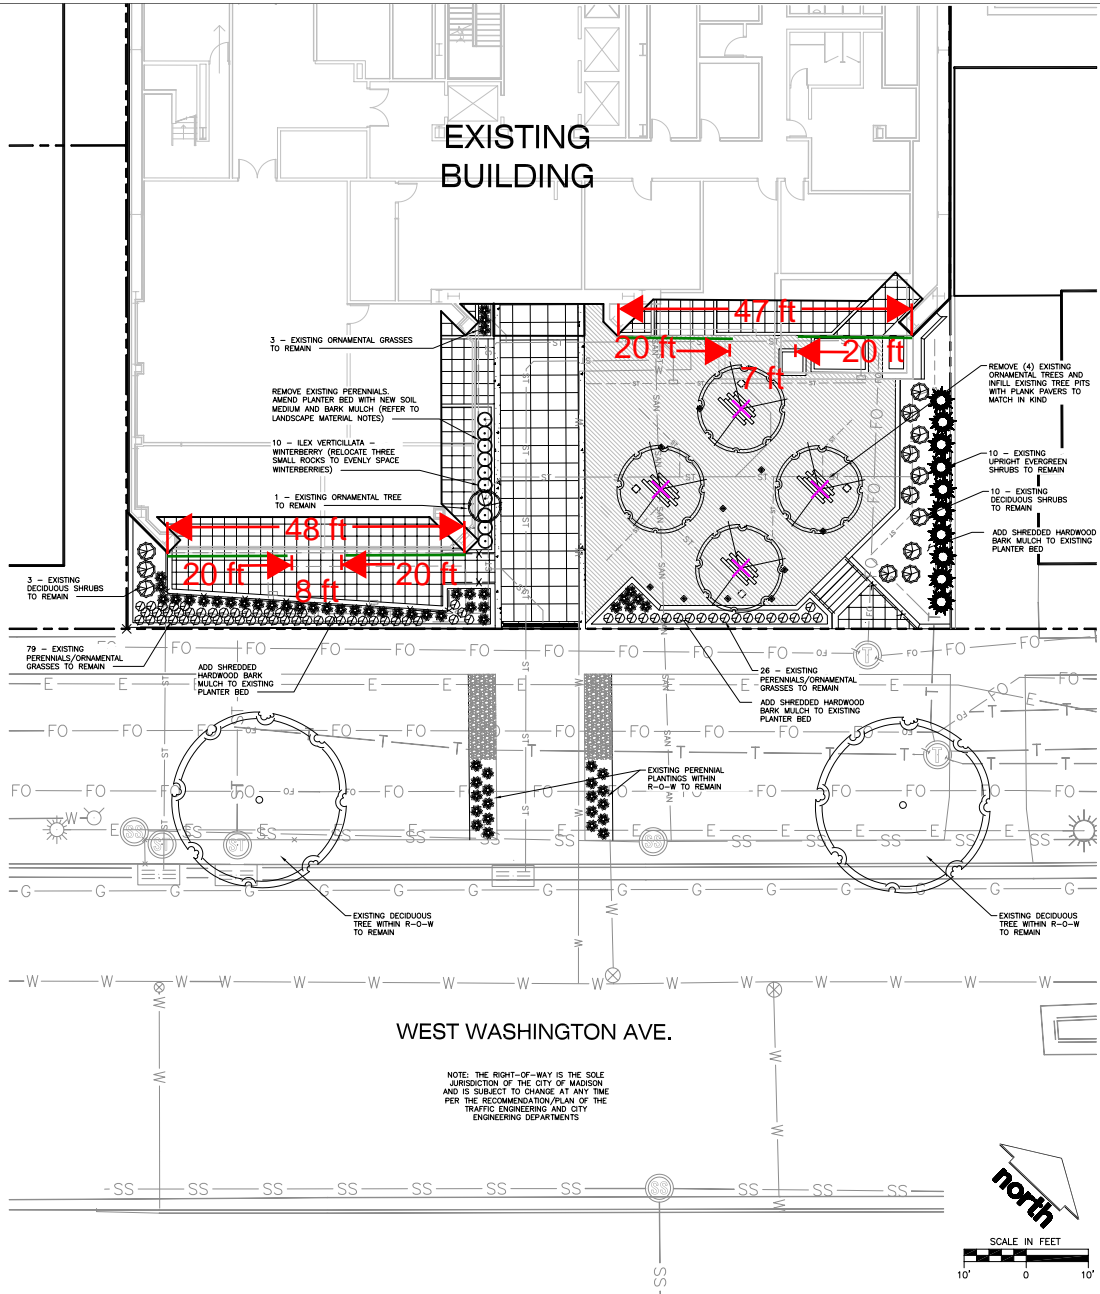 EXISTING
BUILDING
47 ft
20 ft
20 ft
7 ft
3 – EXISTING ORNAMENTAL GRASSES
TO REMAIN
REMOVE EXISTING PERENNIALS.
AMEND PLANTER BED WITH NEW SOIL
MEDIUM AND BARK MULCH (REFER TO
LANDSCAPE MATERIAL NOTES)
10 – ILEX VERTICILLATA –
WINTERBERRY (RELOCATE THREE
SMALL ROCKS TO EVENLY SPACE
WINTERBERRIES)
1 – EXISTING ORNAMENTAL TREE
TO REMAIN
REMOVE (4) EXISTING
ORNAMENTAL TREES AND
INFILL EXISTING TREE PITS
WITH PLANK PAVERS TO
MATCH IN KIND
10 – EXISTING
UPRIGHT EVERGREEN
SHRUBS TO REMAIN
10 – EXISTING
DECIDUOUS SHRUBS
TO REMAIN
ADD SHREDDED HARDWOOD
BARK MULCH TO EXISTING
PLANTER BED
48 ft
20 ft
20 ft
8 ft
3 – EXISTING
DECIDUOUS SHRUBS
TO REMAIN
79 – EXISTING
PERENNIALS/ORNAMENTAL
GRASSES TO REMAIN
ADD SHREDDED
HARDWOOD BARK
MULCH TO EXISTING
PLANTER BED
26 – EXISTING
PERENNIALS/ORNAMENTAL
GRASSES TO REMAIN
ADD SHREDDED HARDWOOD
BARK MULCH TO EXISTING
PLANTER BED
EXISTING PERENNIAL
PLANTINGS WITHIN
R-O-W TO REMAIN
EXISTING DECIDUOUS
TREE WITHIN R-O-W
TO REMAIN
EXISTING DECIDUOUS
TREE WITHIN R-O-W
TO REMAIN
WEST WASHINGTON AVE.
NOTE: THE RIGHT-OF-WAY IS THE SOLE
JURISDICTION OF THE CITY OF MADISON
AND IS SUBJECT TO CHANGE AT ANY TIME
PER THE RECOMMENDATION/PLAN OF THE
TRAFFIC ENGINEERING AND CITY
ENGINEERING DEPARTMENTS
north
SCALE IN FEET
10' 0 10'